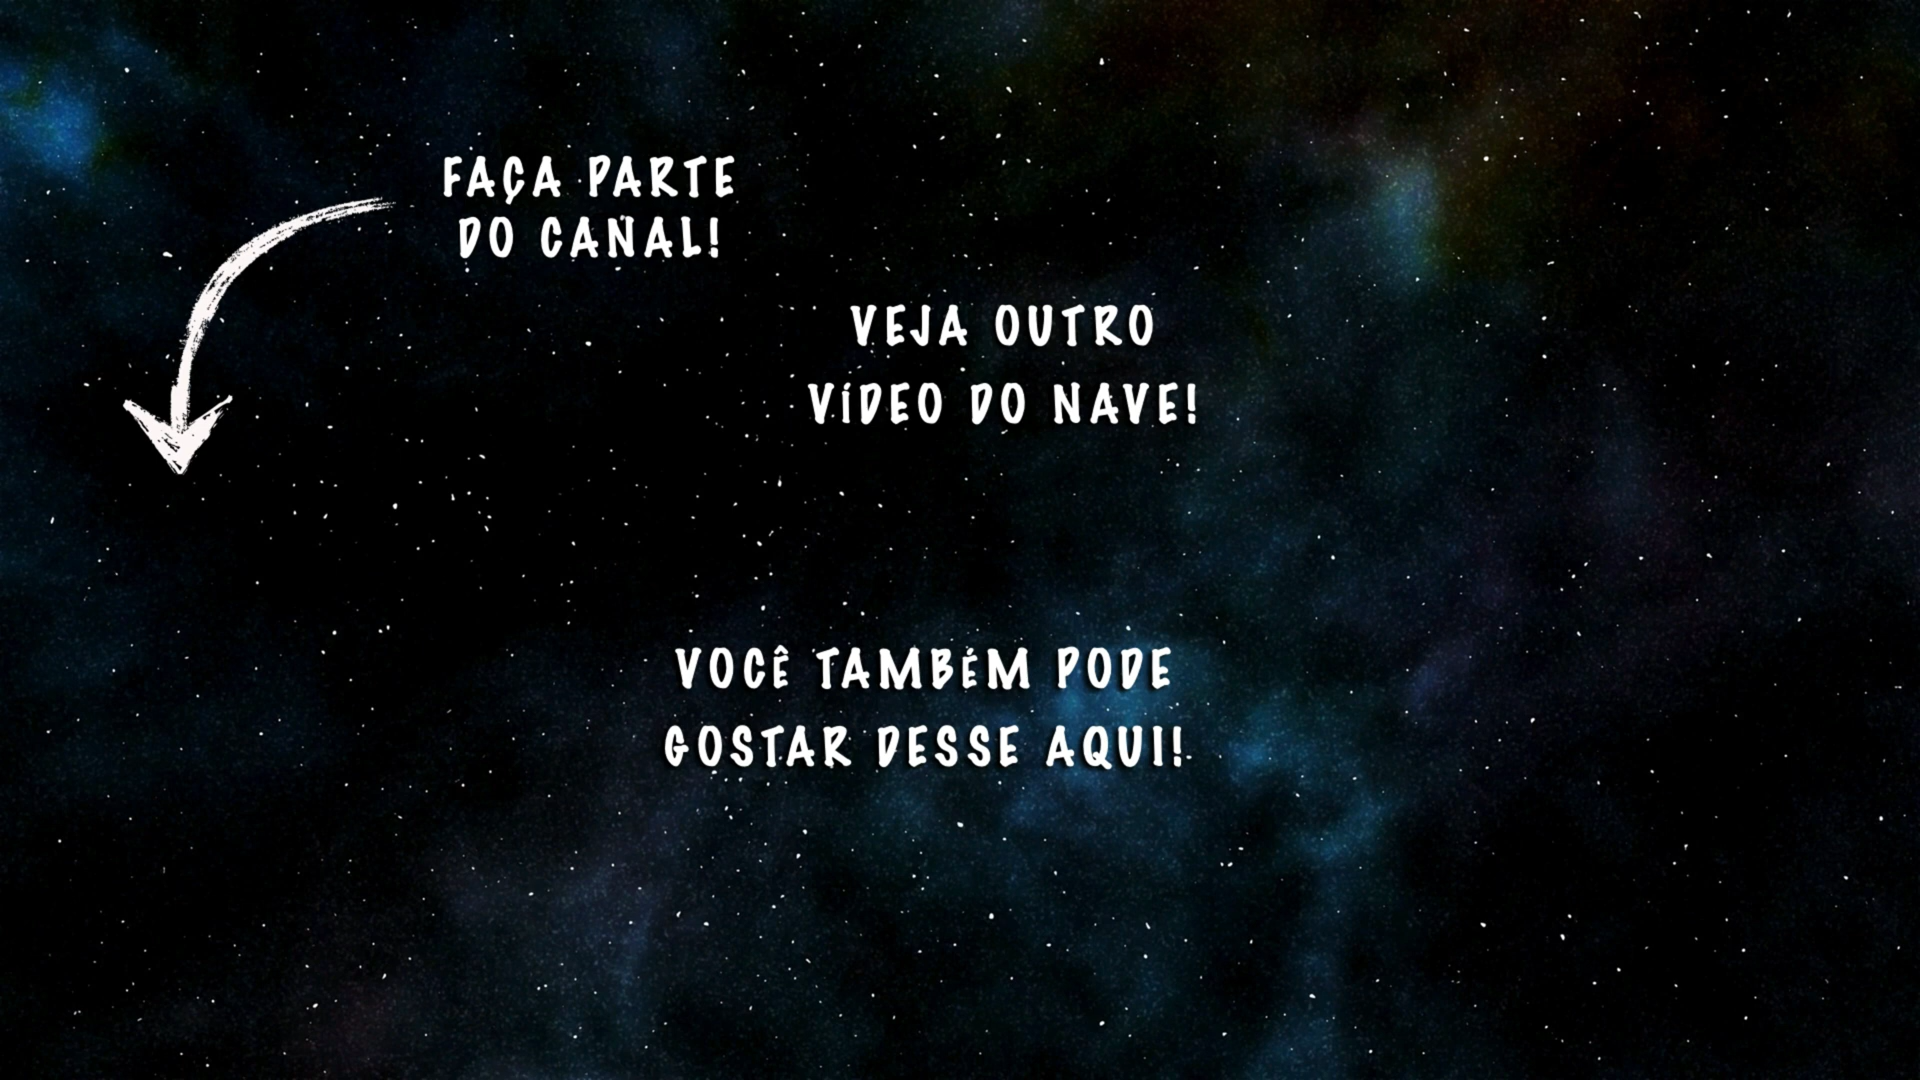 FAÇA PARTE
DO CANAL!
VEJA OUTRO
VÍDEO DO NAVE!
VOCÊ TAMBÉM PODE
GOSTAR DESSE AQUI!